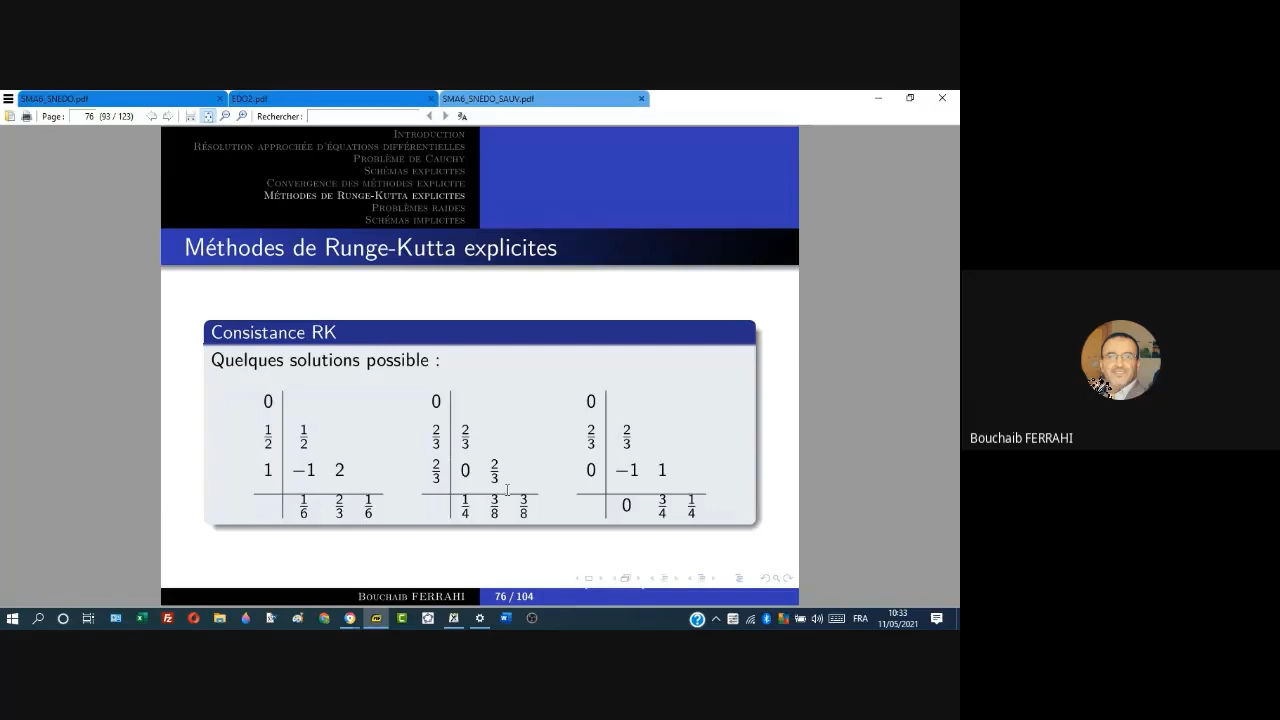 SMA6_SNEDO.pdf
EDO2.pdf
SMA6_SNEDO_SAUV.pdf
Page : 76 (93 / 123) Rechercher :
Introduction
Résolution approchée d'équations différentielles
Problème de Cauchy
Schémas explicites
Convergence des méthodes explicite
Méthodes de Runge-Kutta explicites
Problèmes raides
Schémas implicites
Méthodes de Runge-Kutta explicites
Consistance RK
Quelques solutions possible :
0
1/2 1/2
1 −1 2
1/6 2/3 1/6
0
2/3 2/3
2/3 0 2/3
1/4 3/8 3/8
0
2/3 2/3
0 −1 1
0 3/4 1/4
Bouchaib FERRAHI 76 / 104
Bouchaib FERRAHI
FRA
10:33
11/05/2021